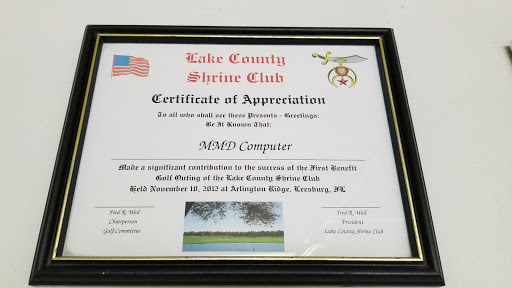 Lake County
Shrine Club
Certificate of Appreciation
To all who shall see these Presents - Greetings:
Be It Known That:
MMD Computer
Made a significant contribution to the success of the First Benefit
Golf Outing of the Lake County Shrine Club
Held November 10, 2012 at Arlington Ridge, Leesburg, FL
Fred R. Weil
Chairperson
Golf Committee
Fred R. Weil
President
Lake County Shrine Club